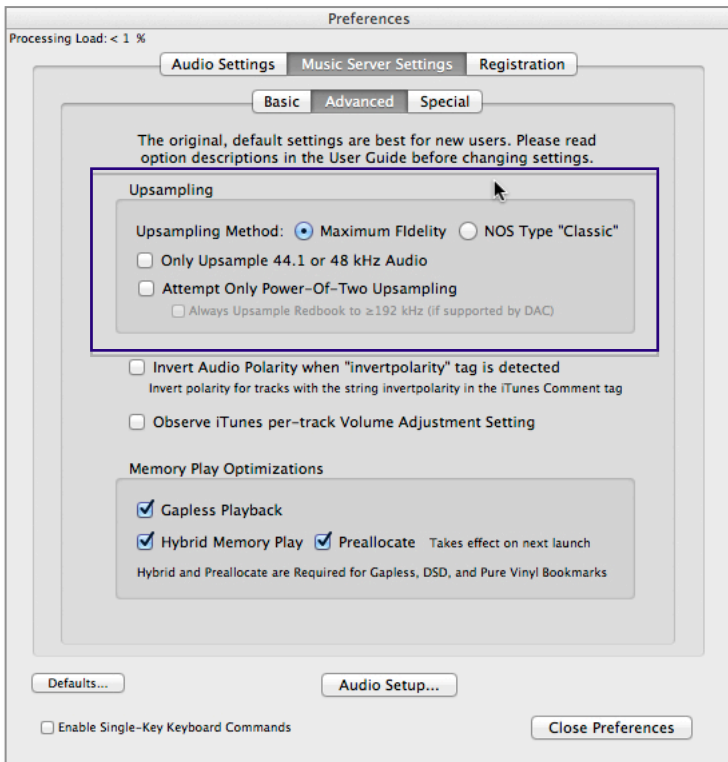 Preferences
Processing Load: < 1 %
Audio Settings Music Server Settings Registration
Basic Advanced Special
The original, default settings are best for new users. Please read
option descriptions in the User Guide before changing settings.
Upsampling
Upsampling Method: Maximum FIdelity NOS Type "Classic"
Only Upsample 44.1 or 48 kHz Audio
Attempt Only Power-Of-Two Upsampling
Always Upsample Redbook to ≥192 kHz (if supported by DAC)
Invert Audio Polarity when "invertpolarity" tag is detected
Invert polarity for tracks with the string invertpolarity in the iTunes Comment tag
Observe iTunes per-track Volume Adjustment Setting
Memory Play Optimizations
Gapless Playback
Hybrid Memory Play Preallocate Takes effect on next launch
Hybrid and Preallocate are Required for Gapless, DSD, and Pure Vinyl Bookmarks
Defaults... Audio Setup...
Enable Single-Key Keyboard Commands Close Preferences